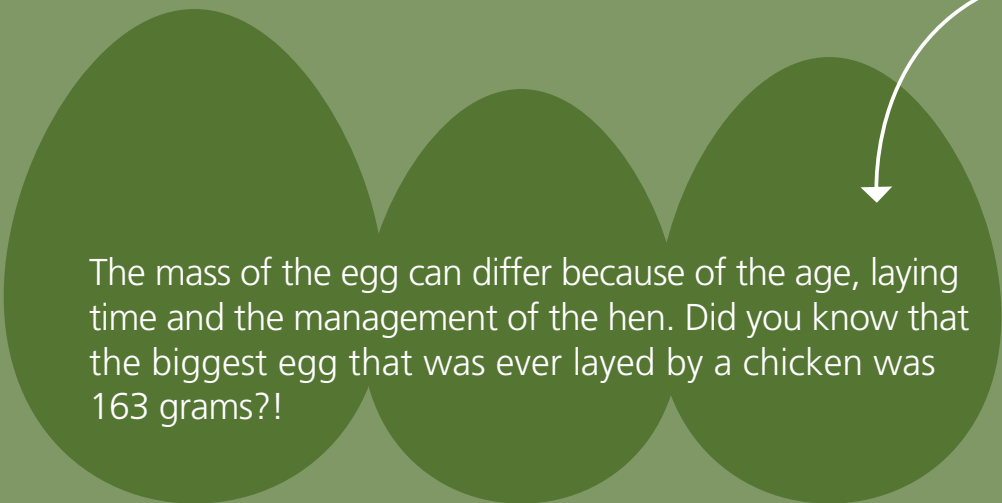 The mass of the egg can differ because of the age, laying
time and the management of the hen. Did you know that
the biggest egg that was ever layed by a chicken was
163 grams?!